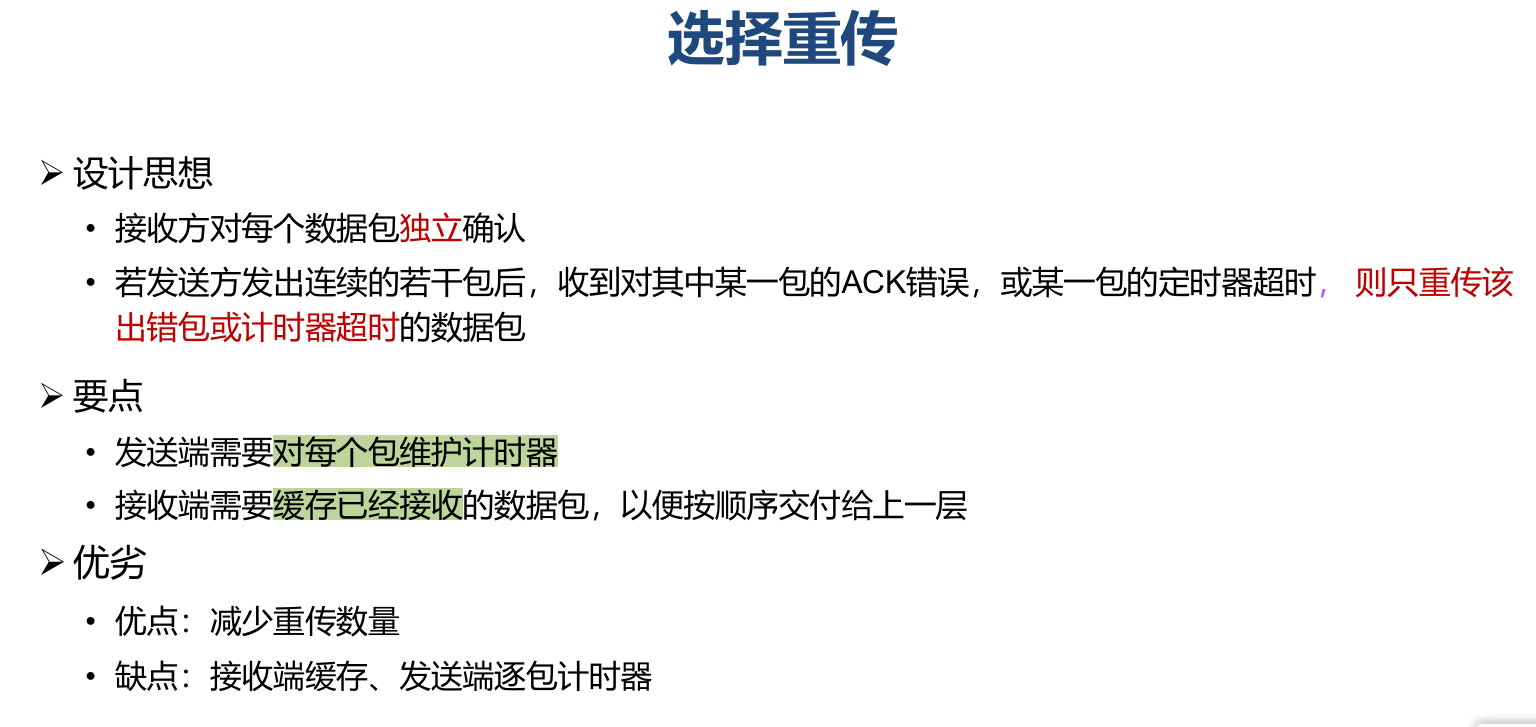 选择重传
➢ 设计思想
• 接收方对每个数据包独立确认
• 若发送方发出连续的若干包后，收到对其中某一包的ACK错误，或某一包的定时器超时， 则只重传该
出错包或计时器超时的数据包
➢ 要点
• 发送端需要对每个包维护计时器
• 接收端需要缓存已经接收的数据包，以便按顺序交付给上一层
➢ 优劣
• 优点：减少重传数量
• 缺点：接收端缓存、发送端逐包计时器